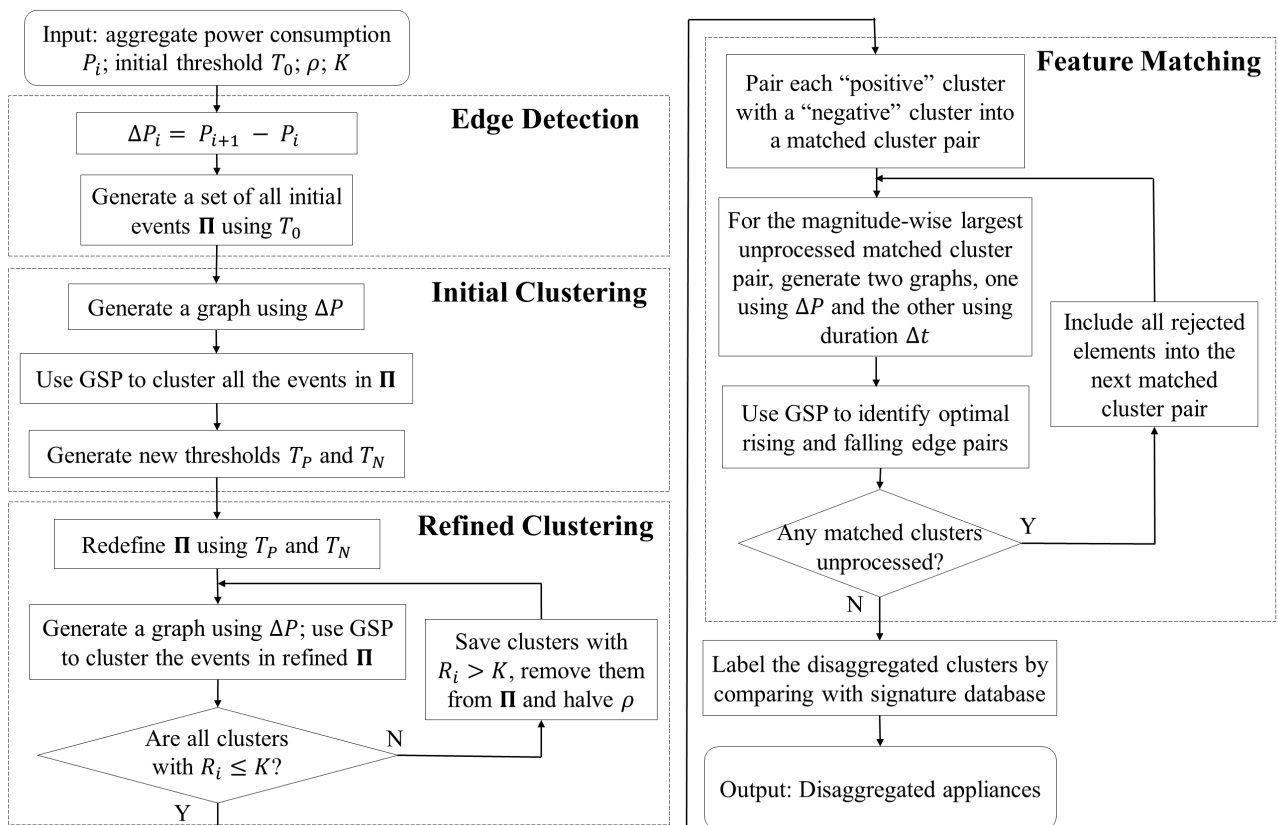 Input: aggregate power consumption
P_i; initial threshold T_0; ρ; K
Edge Detection
ΔP_i = P_{i+1} − P_i
Generate a set of all initial
events Π using T_0
Initial Clustering
Generate a graph using ΔP
Use GSP to cluster all the events in Π
Generate new thresholds T_P and T_N
Refined Clustering
Redefine Π using T_P and T_N
Generate a graph using ΔP; use GSP
to cluster the events in refined Π
Save clusters with
R_i > K, remove them
from Π and halve ρ
Are all clusters
with R_i ≤ K?
N
Y
Feature Matching
Pair each “positive” cluster
with a “negative” cluster into
a matched cluster pair
For the magnitude-wise largest
unprocessed matched cluster
pair, generate two graphs, one
using ΔP and the other using
duration Δt
Include all rejected
elements into the
next matched
cluster pair
Use GSP to identify optimal
rising and falling edge pairs
Any matched clusters
unprocessed?
Y
N
Label the disaggregated clusters by
comparing with signature database
Output: Disaggregated appliances